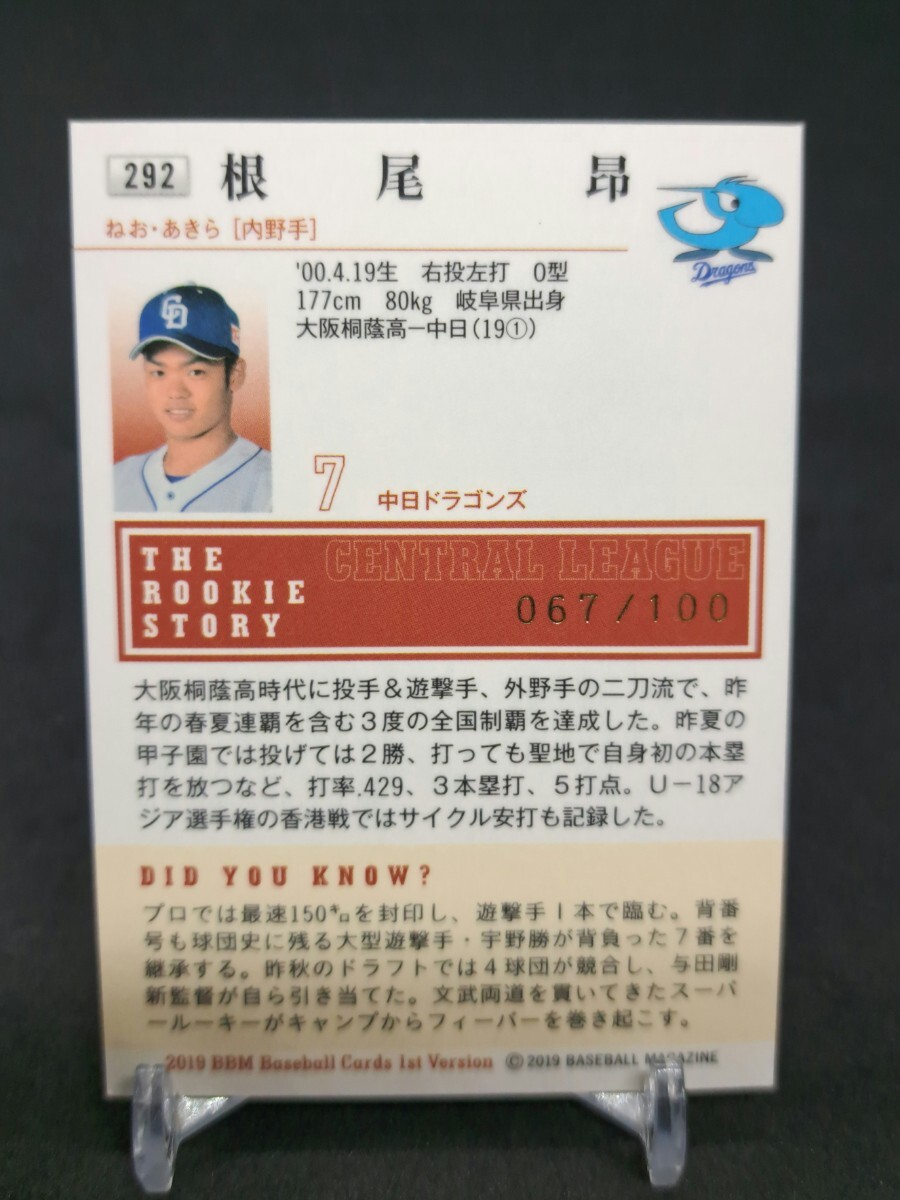 292 根尾昂
Dragons
ねお・あきら [内野手]
'00.4.19生 右投左打 O型
177cm 80kg 岐阜県出身
大阪桐蔭高－中日(19①)
CD
7 中日ドラゴンズ
THE
ROOKIE
STORY
CENTRAL LEAGUE
067/100
大阪桐蔭高時代に投手＆遊撃手、外野手の二刀流で、昨
年の春夏連覇を含む３度の全国制覇を達成した。昨夏の
甲子園では投げては２勝、打っても聖地で自身初の本塁
打を放つなど、打率.429、３本塁打、５打点。Ｕ－18ア
ジア選手権の香港戦ではサイクル安打も記録した。
DID YOU KNOW?
プロでは最速150㌔を封印し、遊撃手１本で臨む。背番
号も球団史に残る大型遊撃手・宇野勝が背負った７番を
継承する。昨秋のドラフトでは４球団が競合し、与田剛
新監督が自ら引き当てた。文武両道を貫いてきたスーパ
ールーキーがキャンプからフィーバーを巻き起こす。
2019 BBM Baseball Cards 1st Version ©2019 BASEBALL MAGAZINE